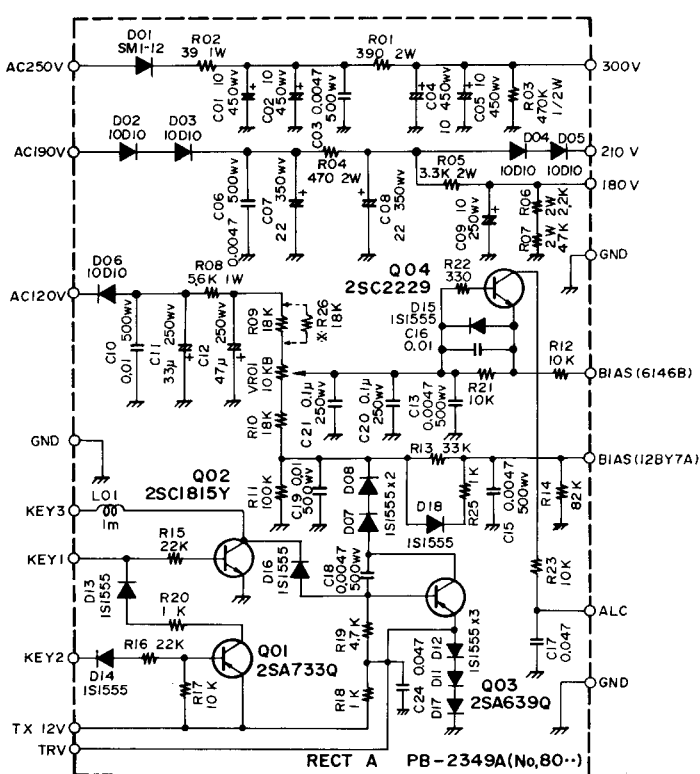 D01
SM1-12
R02
39 1W
R01
390 2W
AC250V
300V
C01 10
450wv
C02 10
450wv
C03 0.0047
500wv
C04
10
450wv
C05 10
450wv
R03
470K
1/2W
D02
10D10
D03
10D10
D04
D05
AC190V
R04
470 2W
10D10
10D10
210V
R05
3.3K 2W
180V
C06
0.0047
500wv
C07
22
350wv
C08
22
350wv
C09 10
250wv
R06
2W 2.2K
R07
2W 47K
GND
D06
10D10
R08
5.6K 1W
Q04
2SC2229
R22
330
AC120V
D15
1S1555
C16
0.01
C10
0.01 500wv
C11
33μ 250wv
C12
47μ 250wv
R09
18K
※R26
18K
VR01
10KB
R10
18K
R12
10K
BIAS(6146B)
R21
10K
C21 0.1μ
250wv
C20 0.1μ
250wv
C13
0.0047
500wv
GND
R13 33K
BIAS(12BY7A)
Q02
2SC1815Y
R11
100K
C19 0.01
500wv
D08
D07
1S1555×2
D18
1S1555
R25
1K
C15
0.0047
500wv
R14
82K
KEY3
L01
1m
R15
22K
KEY1
D16
1S1555
C18
0.0047
500wv
D13
1S1555
R20
1K
R23
10K
R19
4.7K
ALC
D12
D11
D17
1S1555×3
C17
0.047
R16 22K
Q01
2SA733Q
KEY2
D14
1S1555
R17
10K
R18
1K
C24 0.047
Q03
2SA639Q
GND
TX 12V
TRV
RECT A
PB-2349A(No,80··)